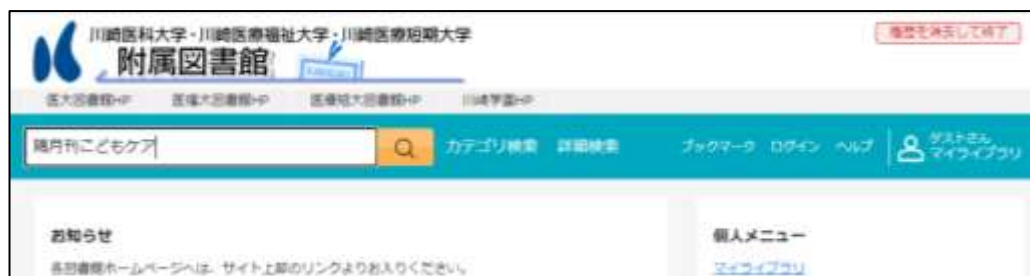 川崎医科大学・川崎医療福祉大学・川崎医療短期大学
附属図書館
履歴を消去して終了
医大図書館HP 医福大図書館HP 医療短大図書館HP 川崎学園HP
隔月刊こどもケア カテゴリ検索 詳細検索 ブックマーク ログイン ヘルプ ゲストさん
マイライブラリ
お知らせ 個人メニュー
各図書館ホームページへは、サイト上部のリンクよりお入りください。 マイライブラリ